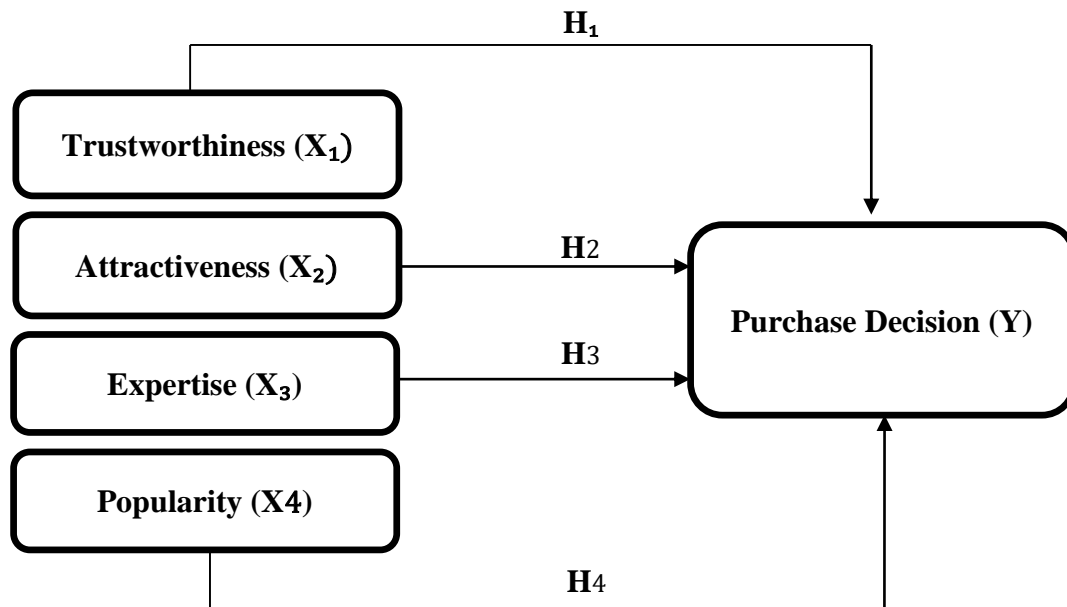 H₁
Trustworthiness (X₁)
Attractiveness (X₂)
H2
Purchase Decision (Y)
H3
Expertise (X₃)
Popularity (X4)
H4